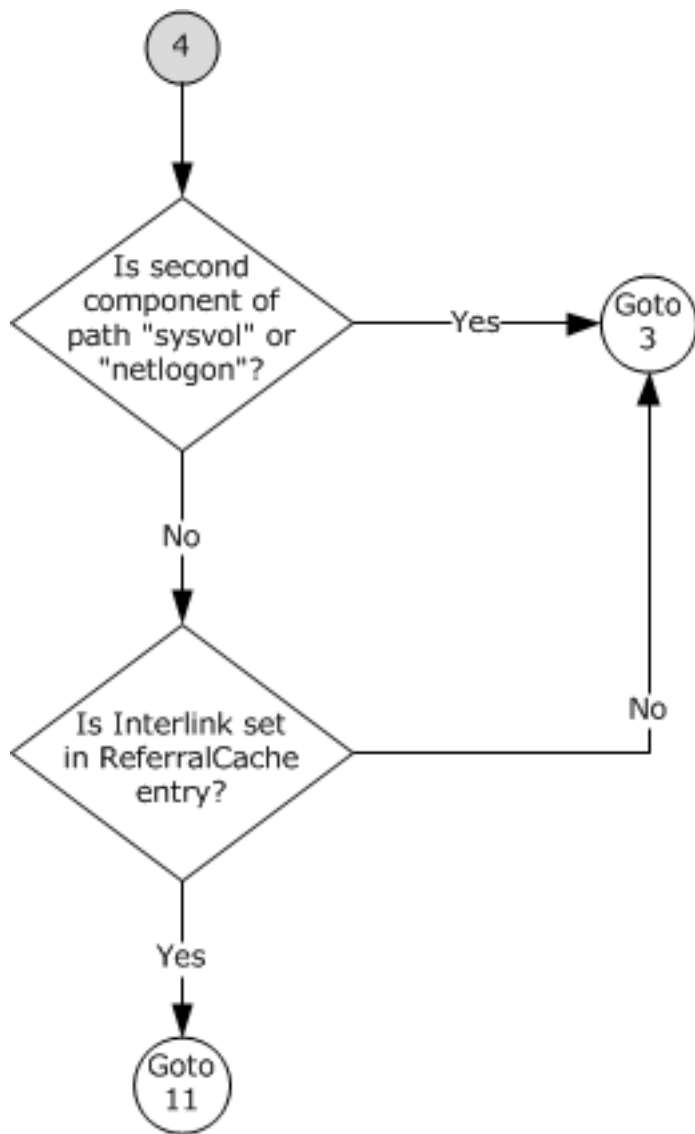 4
Is second
component of
path "sysvol" or
"netlogon"?
Yes
Goto
3
No
Is Interlink set
in ReferralCache
entry?
No
Yes
Goto
11